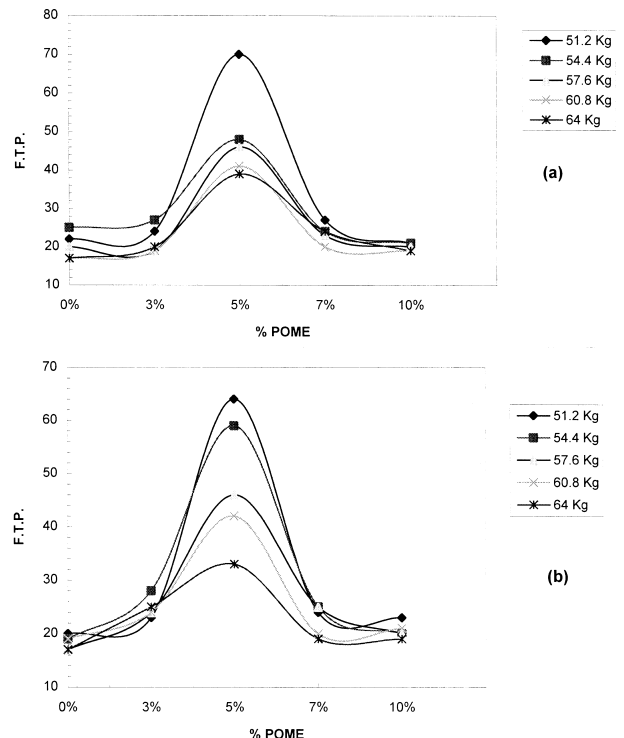 80
70
60
50
40
30
20
10
F.T.P.
0% 3% 5% 7% 10%
% POME
51.2 Kg
54.4 Kg
57.6 Kg
60.8 Kg
64 Kg
(a)
70
60
50
40
30
20
10
F.T.P.
0% 3% 5% 7% 10%
% POME
51.2 Kg
54.4 Kg
57.6 Kg
60.8 Kg
64 Kg
(b)